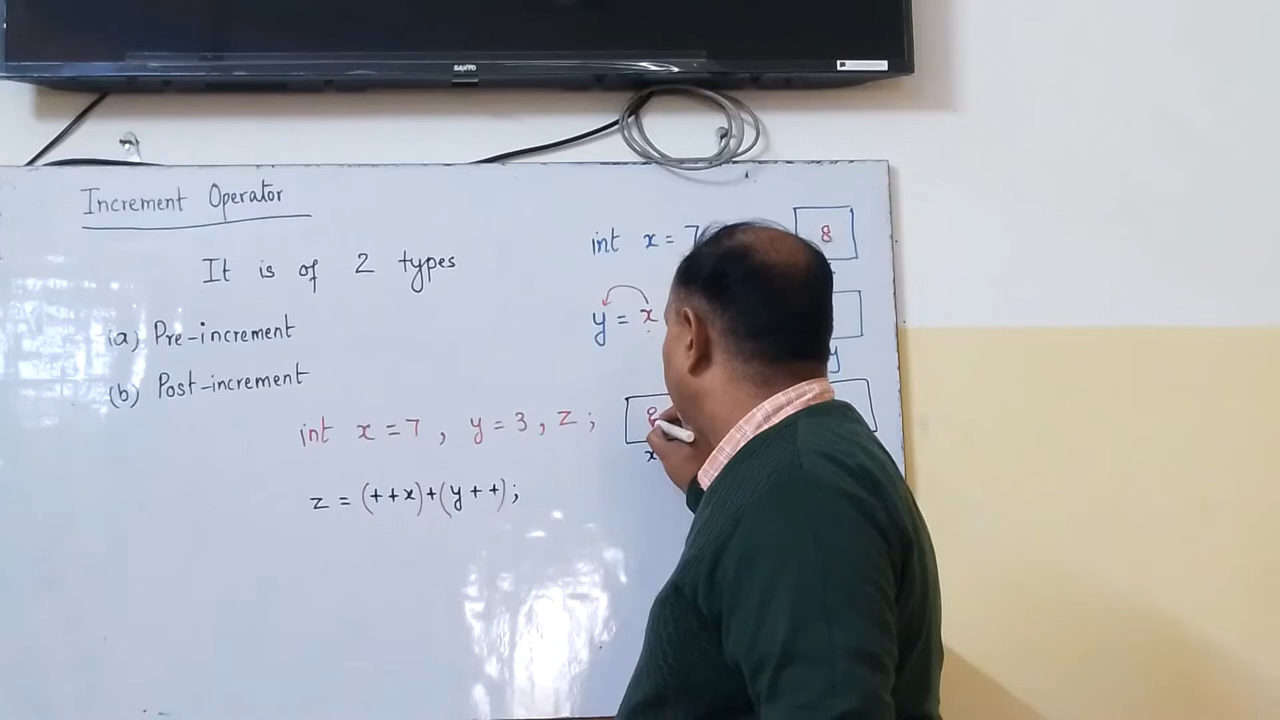 SANYO
Increment Operator
It is of 2 types
(a) Pre-increment
(b) Post-increment
int x = 7, y = 3, z;
z = (++x)+(y++);
int x = 7
8
y = x
y
8
x